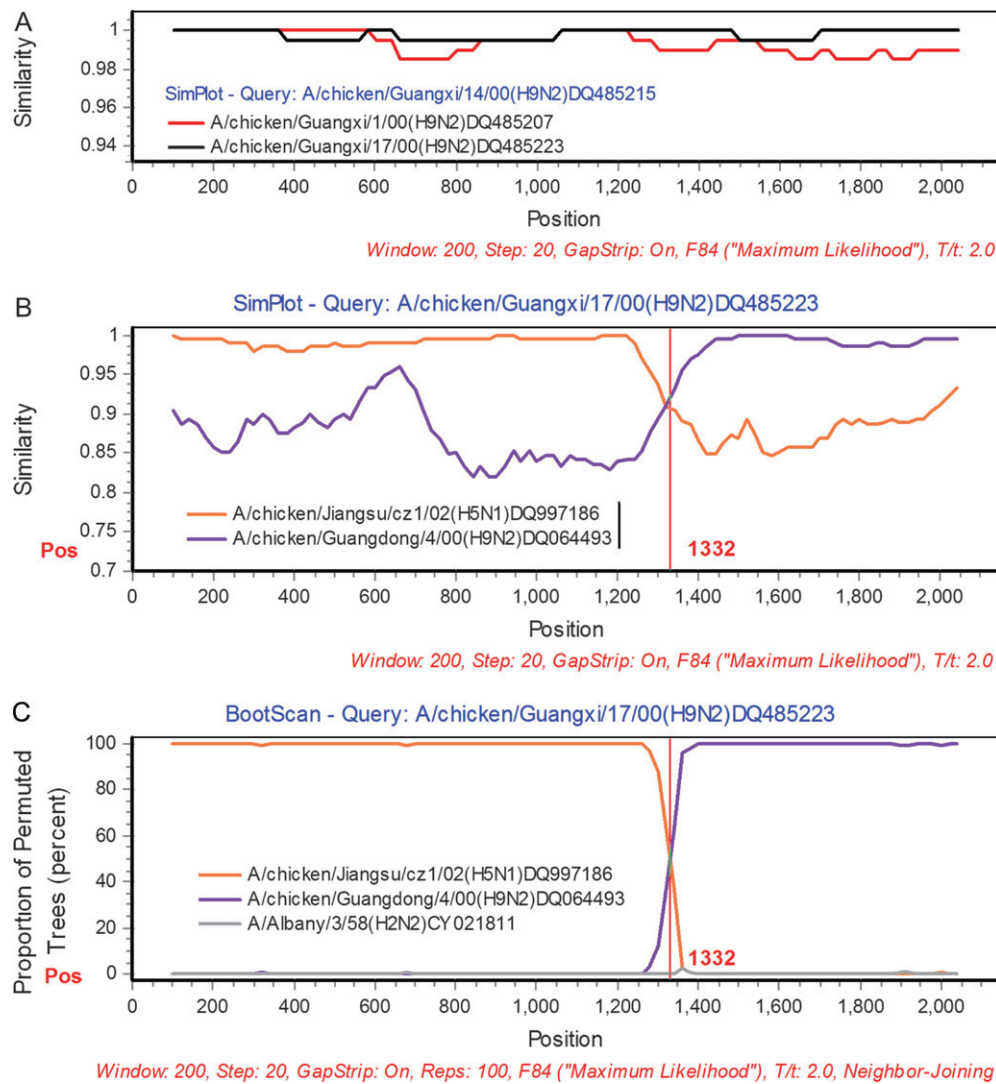 A
Similarity
1
0.98
0.96
0.94
SimPlot - Query: A/chicken/Guangxi/14/00(H9N2)DQ485215
A/chicken/Guangxi/1/00(H9N2)DQ485207
A/chicken/Guangxi/17/00(H9N2)DQ485223
0 200 400 600 800 1,000 1,200 1,400 1,600 1,800 2,000
Position
Window: 200, Step: 20, GapStrip: On, F84 ("Maximum Likelihood"), T/t: 2.0
B
SimPlot - Query: A/chicken/Guangxi/17/00(H9N2)DQ485223
Similarity
1
0.95
0.9
0.85
0.8
0.75
0.7
A/chicken/Jiangsu/cz1/02(H5N1)DQ997186
A/chicken/Guangdong/4/00(H9N2)DQ064493
Pos
1332
0 200 400 600 800 1,000 1,200 1,400 1,600 1,800 2,000
Position
Window: 200, Step: 20, GapStrip: On, F84 ("Maximum Likelihood"), T/t: 2.0
C
BootScan - Query: A/chicken/Guangxi/17/00(H9N2)DQ485223
Proportion of Permuted
Trees (percent)
100
80
60
40
20
0
A/chicken/Jiangsu/cz1/02(H5N1)DQ997186
A/chicken/Guangdong/4/00(H9N2)DQ064493
A/Albany/3/58(H2N2)CY021811
Pos
1332
0 200 400 600 800 1,000 1,200 1,400 1,600 1,800 2,000
Position
Window: 200, Step: 20, GapStrip: On, Reps: 100, F84 ("Maximum Likelihood"), T/t: 2.0, Neighbor-Joining